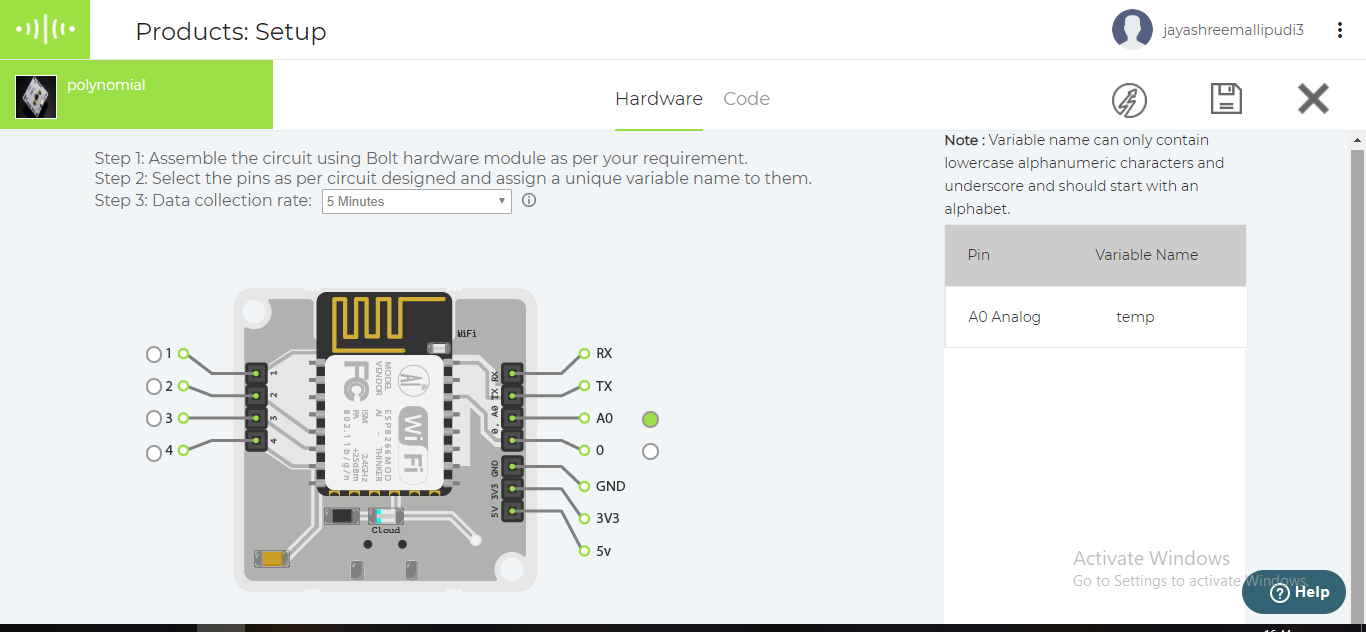 Products: Setup
jayashreemallipudi3
polynomial
Hardware
Code
Step 1: Assemble the circuit using Bolt hardware module as per your requirement.
Step 2: Select the pins as per circuit designed and assign a unique variable name to them.
Step 3: Data collection rate: 5 Minutes
Note : Variable name can only contain
lowercase alphanumeric characters and
underscore and should start with an
alphabet.
Pin Variable Name
A0 Analog temp
WiFi
1
2
3
4
1
2
3
4
MODEL
VENDOR
FC
AI
WiFi
ESP8266MOD
AI - THINKER
ISM 2.4GHz
PA +25dBm
802.11b/g/n
RX
TX
A0
0.
GND
3V3
5V
RX
TX
A0
0
GND
3V3
5v
Cloud
Activate Windows
Go to Settings to activate Windows.
? Help